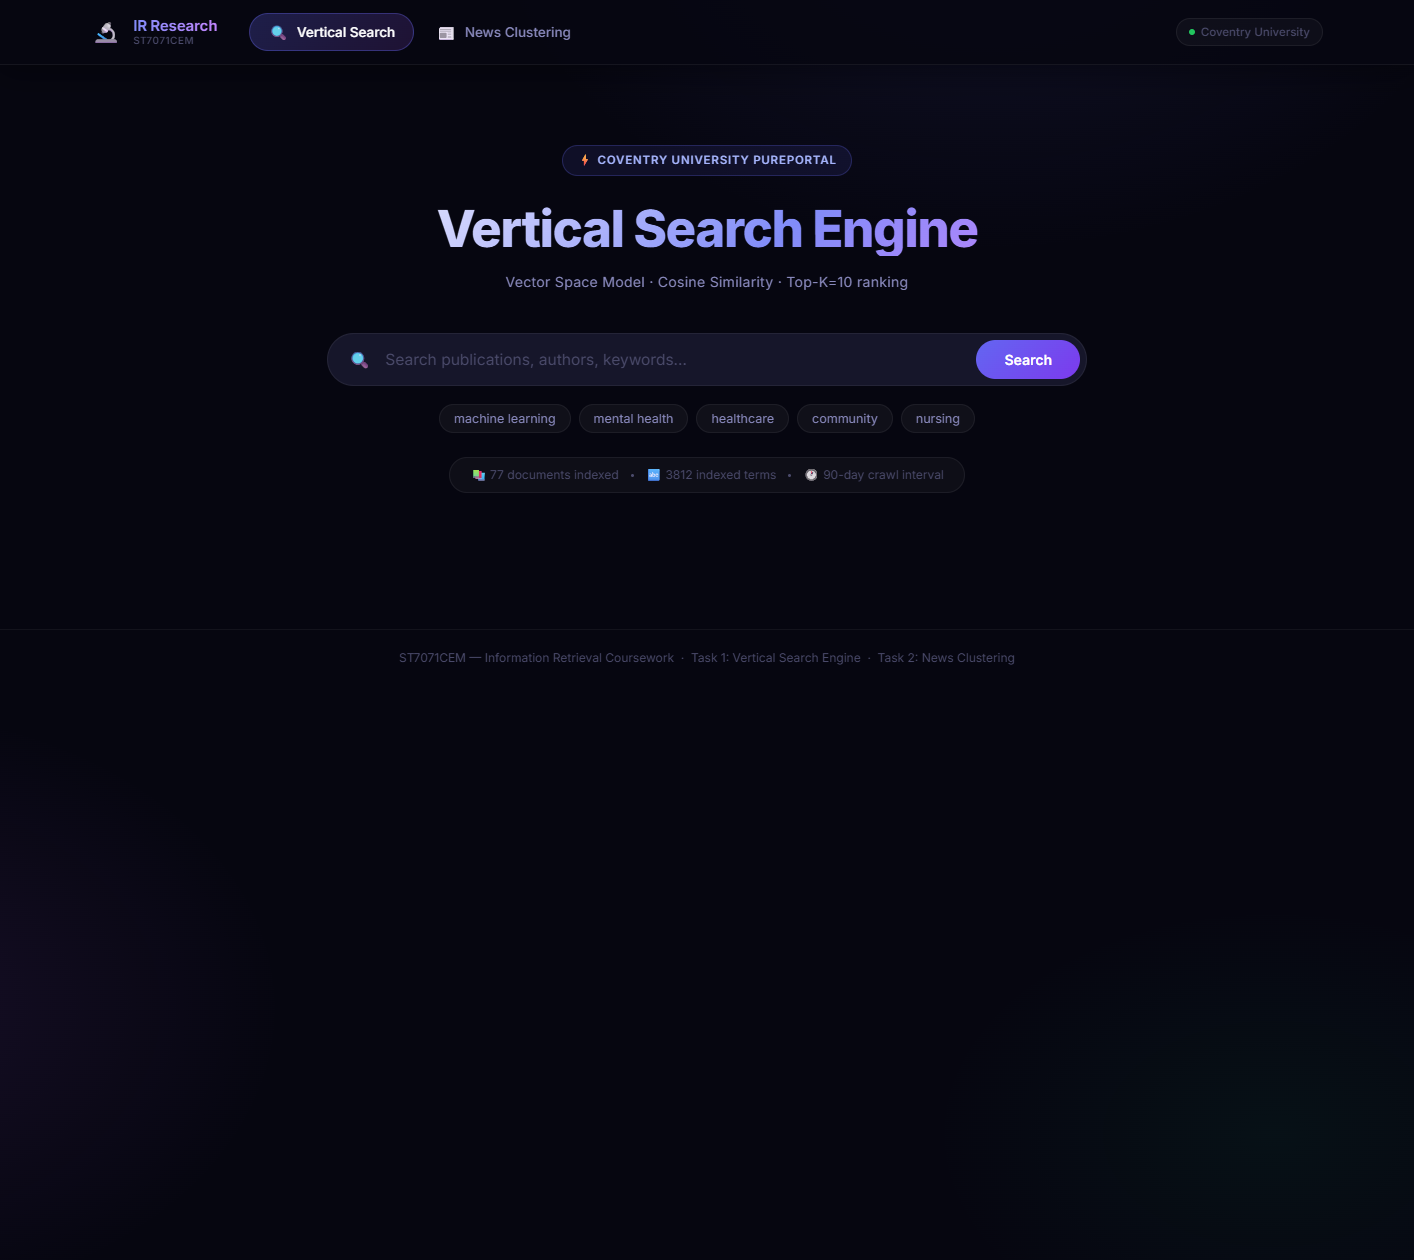 IR Research
ST7071CEM
Vertical Search
News Clustering
Coventry University
COVENTRY UNIVERSITY PUREPORTAL
Vertical Search Engine
Vector Space Model · Cosine Similarity · Top-K=10 ranking
Search publications, authors, keywords...
Search
machine learning
mental health
healthcare
community
nursing
77 documents indexed • abc 3812 indexed terms • 90-day crawl interval
ST7071CEM — Information Retrieval Coursework · Task 1: Vertical Search Engine · Task 2: News Clustering